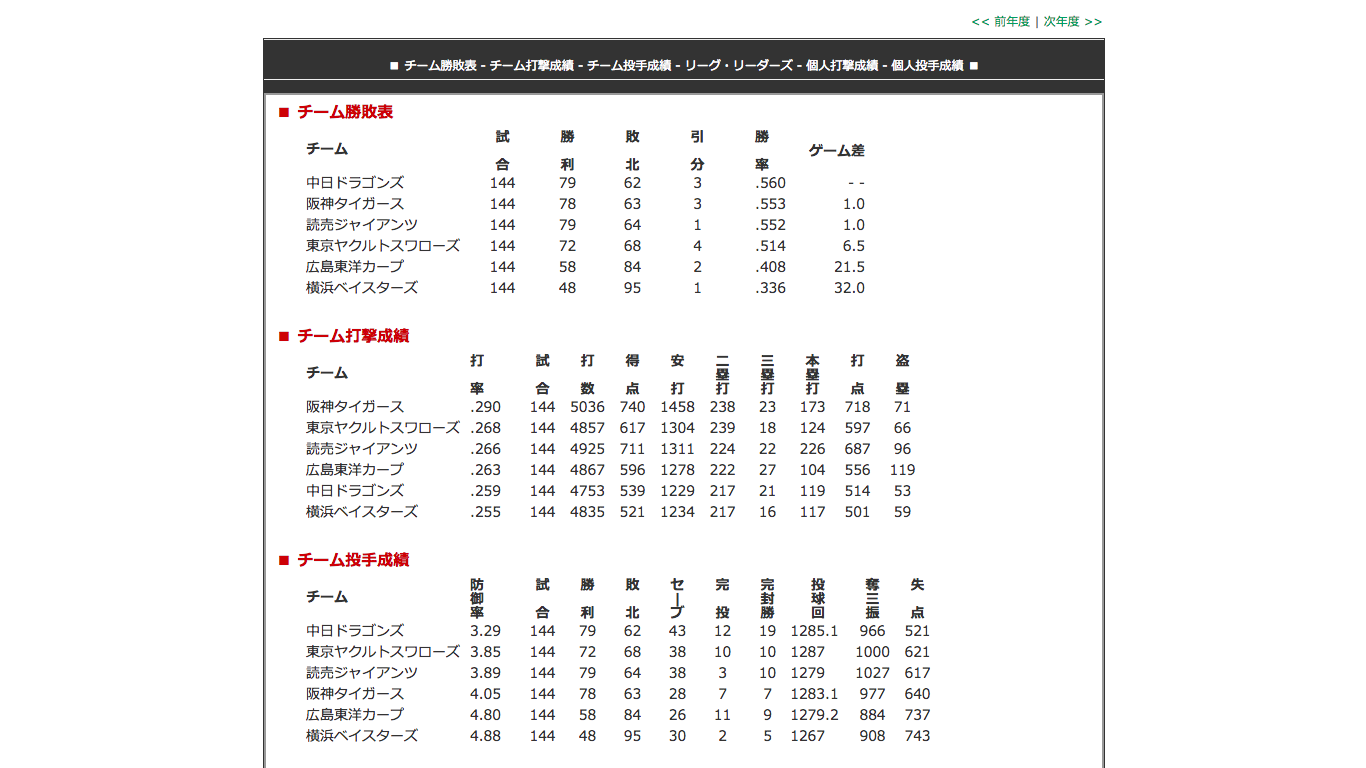 << 前年度 | 次年度 >>
■ チーム勝敗表 - チーム打撃成績 - チーム投手成績 - リーグ・リーダーズ - 個人打撃成績 - 個人投手成績 ■
■ チーム勝敗表
チーム 試合 勝利 敗北 引分 勝率 ゲーム差
中日ドラゴンズ 144 79 62 3 .560 - -
阪神タイガース 144 78 63 3 .553 1.0
読売ジャイアンツ 144 79 64 1 .552 1.0
東京ヤクルトスワローズ 144 72 68 4 .514 6.5
広島東洋カープ 144 58 84 2 .408 21.5
横浜ベイスターズ 144 48 95 1 .336 32.0
■ チーム打撃成績
チーム 打率 試合 打数 得点 安打 二塁打 三塁打 本塁打 打点 盗塁
阪神タイガース .290 144 5036 740 1458 238 23 173 718 71
東京ヤクルトスワローズ .268 144 4857 617 1304 239 18 124 597 66
読売ジャイアンツ .266 144 4925 711 1311 224 22 226 687 96
広島東洋カープ .263 144 4867 596 1278 222 27 104 556 119
中日ドラゴンズ .259 144 4753 539 1229 217 21 119 514 53
横浜ベイスターズ .255 144 4835 521 1234 217 16 117 501 59
■ チーム投手成績
チーム 防御率 試合 勝利 敗北 セーブ 完投 完封勝 投球回 奪三振 失点
中日ドラゴンズ 3.29 144 79 62 43 12 19 1285.1 966 521
東京ヤクルトスワローズ 3.85 144 72 68 38 10 10 1287 1000 621
読売ジャイアンツ 3.89 144 79 64 38 3 10 1279 1027 617
阪神タイガース 4.05 144 78 63 28 7 7 1283.1 977 640
広島東洋カープ 4.80 144 58 84 26 11 9 1279.2 884 737
横浜ベイスターズ 4.88 144 48 95 30 2 5 1267 908 743